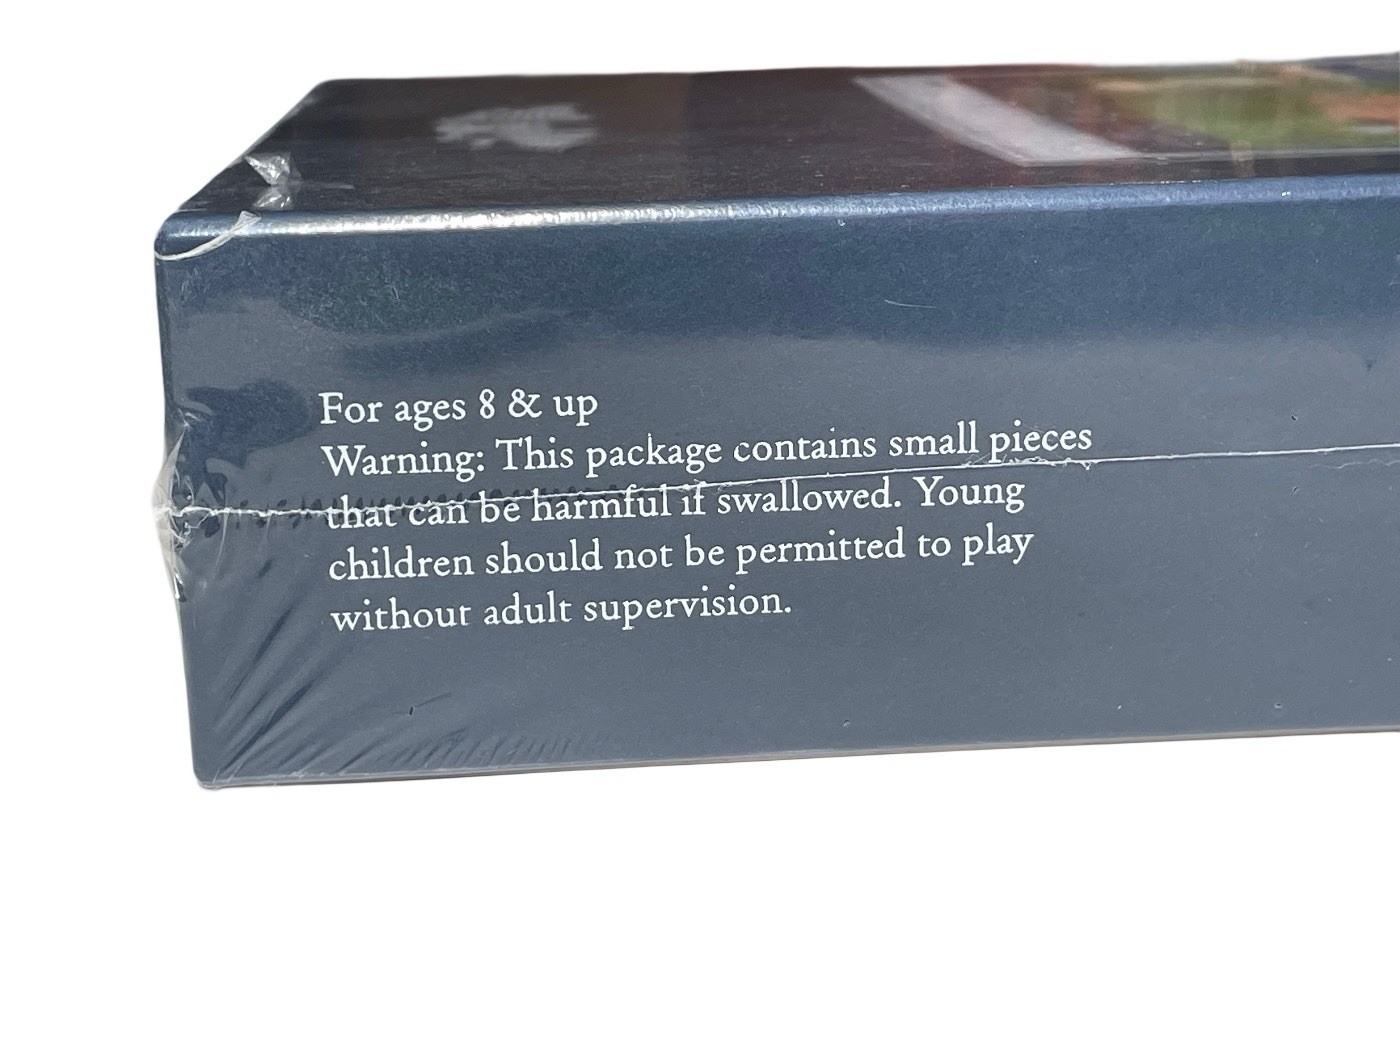 For ages 8 & up
Warning: This package contains small pieces
that can be harmful if swallowed. Young
children should not be permitted to play
without adult supervision.